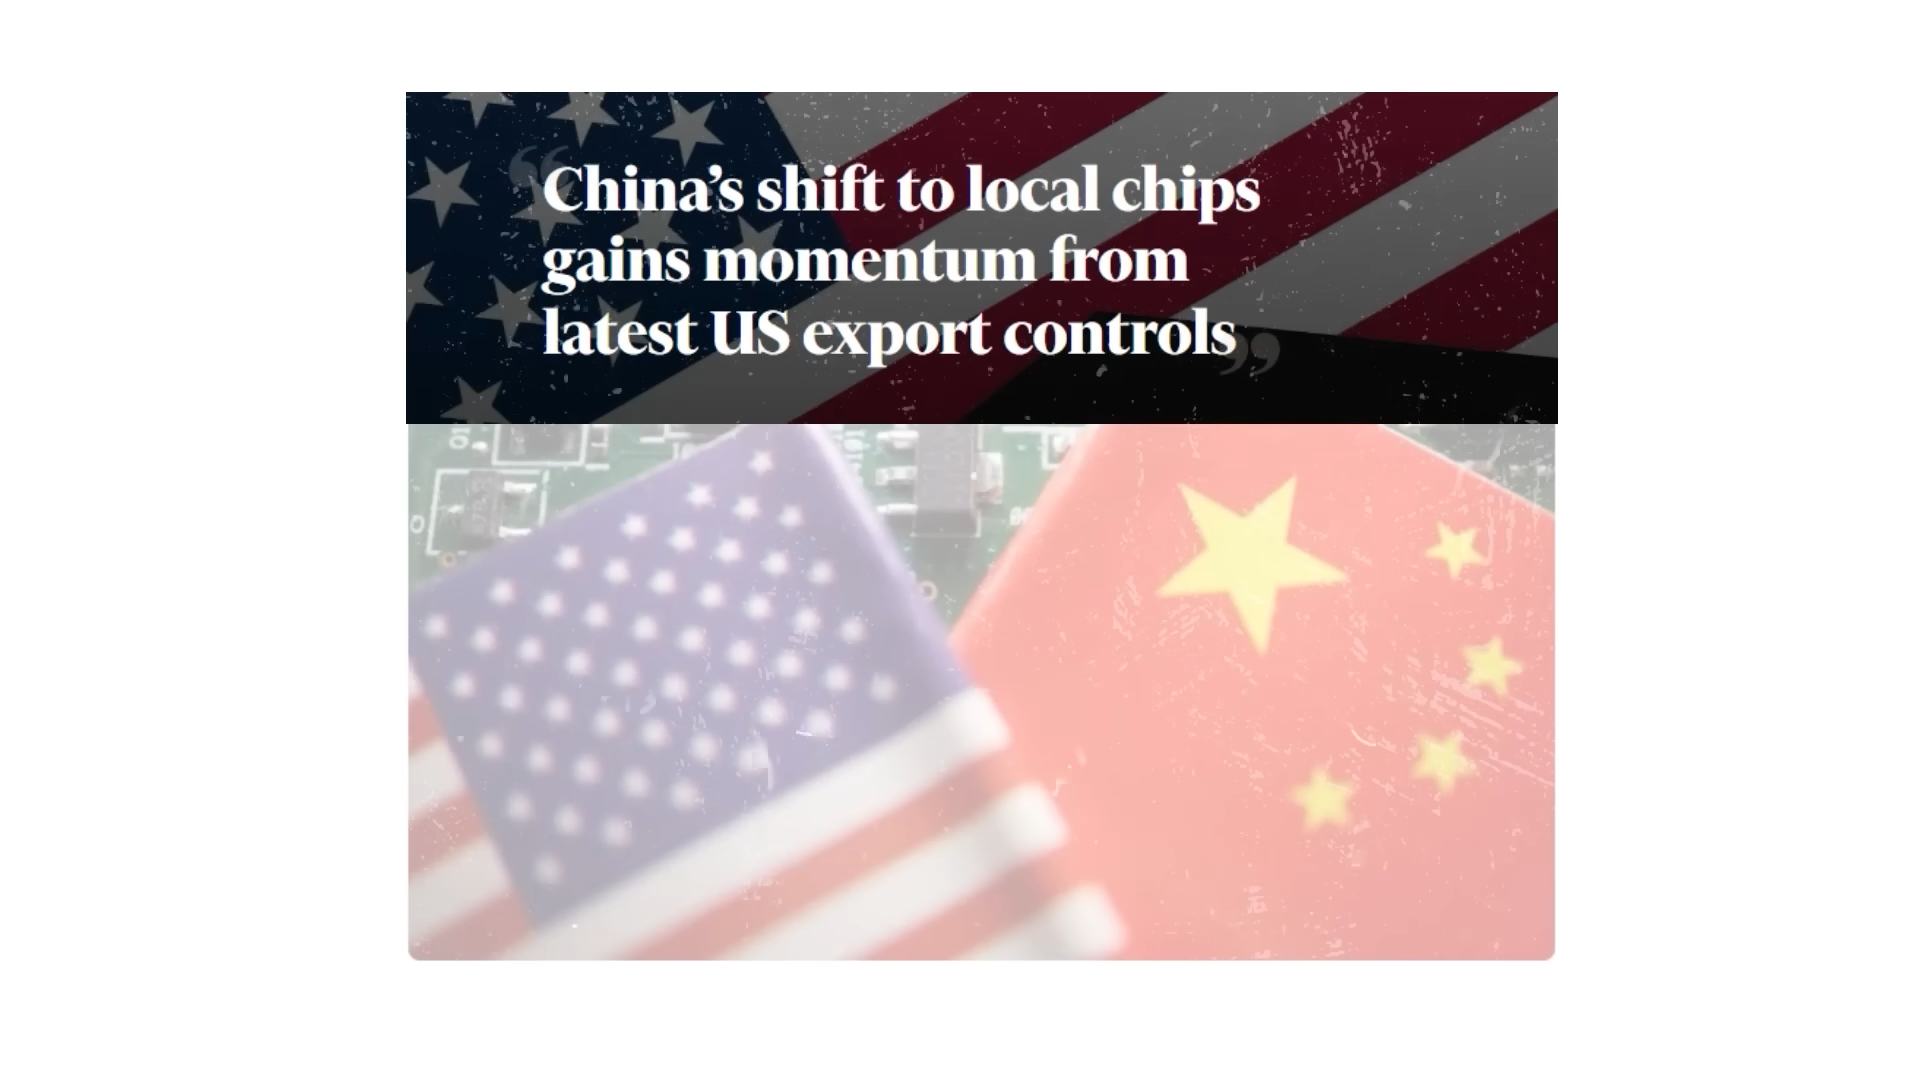 “China’s shift to local chips
gains momentum from
latest US export controls”